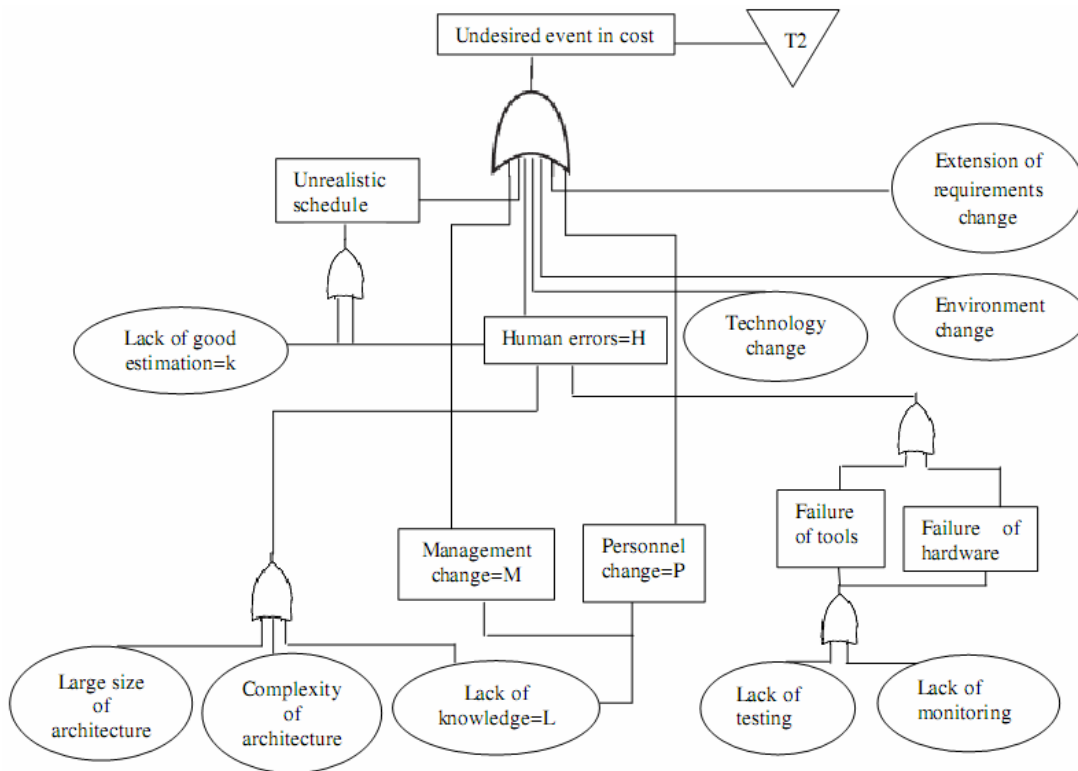 Undesired event in cost
T2
Unrealistic
schedule
Extension of
requirements
change
Lack of good
estimation=k
Human errors=H
Technology
change
Environment
change
Management
change=M
Personnel
change=P
Failure
of tools
Failure of
hardware
Large size
of
architecture
Complexity
of
architecture
Lack of
knowledge=L
Lack of
testing
Lack of
monitoring